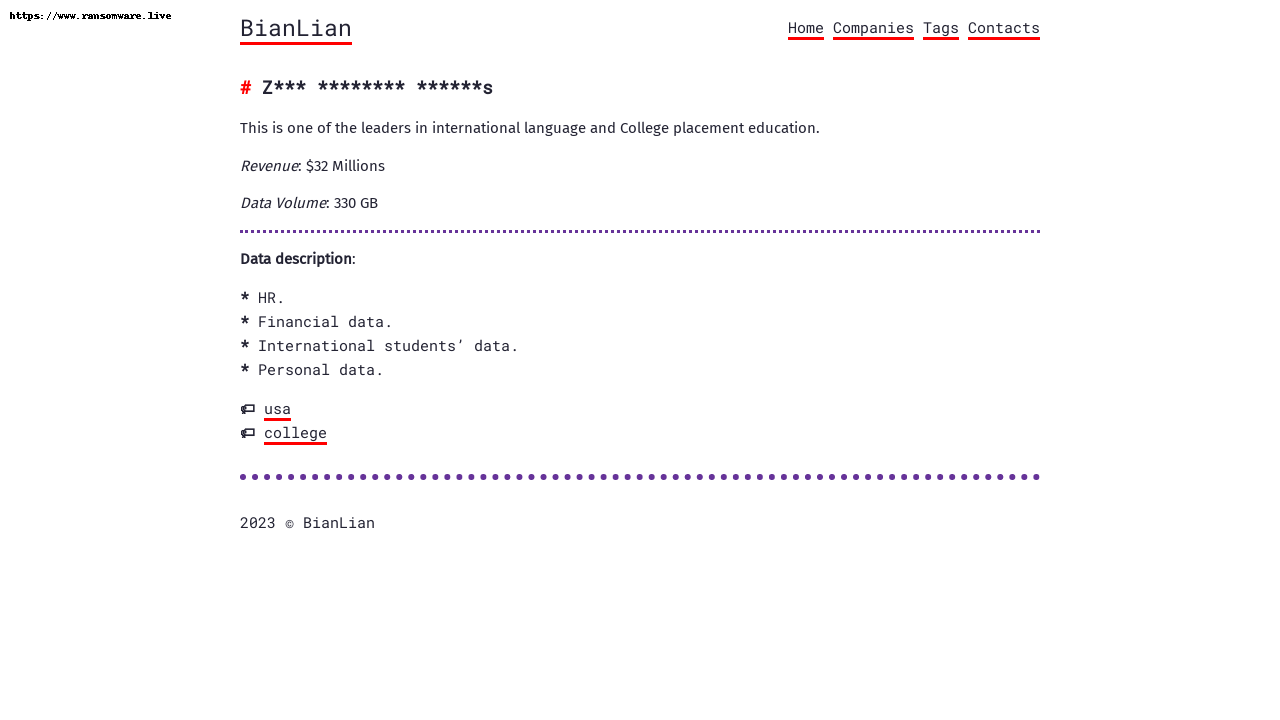 https://www.ransomware.live
BianLian
Home Companies Tags Contacts
# Z*** ******** ******s
This is one of the leaders in international language and College placement education.
Revenue: $32 Millions
Data Volume: 330 GB
Data description:
* HR.
* Financial data.
* International students’ data.
* Personal data.
🏷 usa
🏷 college
2023 © BianLian